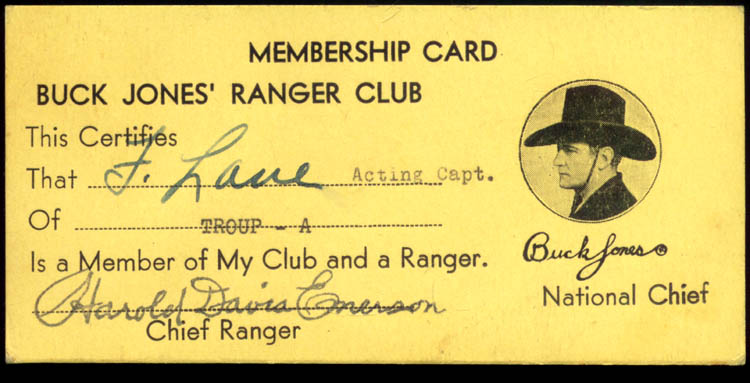 MEMBERSHIP CARD
BUCK JONES' RANGER CLUB
This Certifies
That F. Lane Acting Capt.
Of TROUP - A
Is a Member of My Club and a Ranger.
Harold Davis Emerson
Chief Ranger
Buck Jones
National Chief